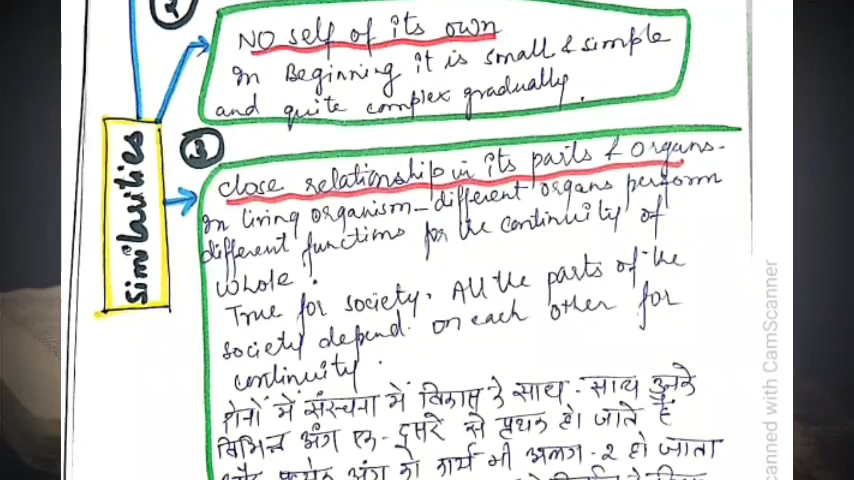 2
NO self of its own
In Beginning it is small & simple
and quite complex gradually.
Similarities
3
close relationship in its parts & organs-
In living organism - different organs perform
different functions for the continuity of
whole.
True for society. All the parts of the
society depend on each other for
continuity.
दोनों में संरचना में विकास के साथ-साथ उनके
विभिन्न अंग एक-दूसरे से पृथक हो जाते हैं
और प्रत्येक अंग का कार्य भी अलग-2 हो जाता
canned with CamScanner